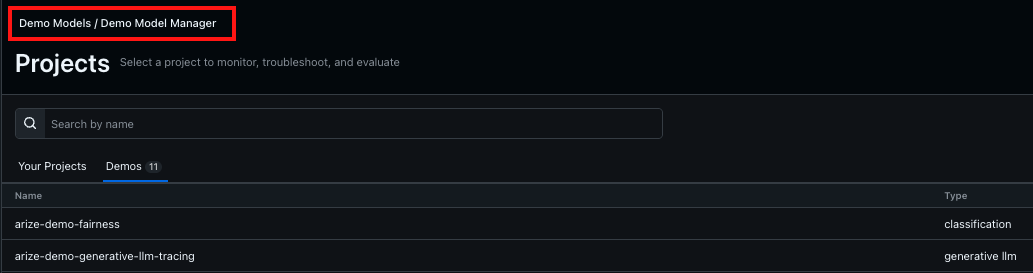 Demo Models / Demo Model Manager
Projects Select a project to monitor, troubleshoot, and evaluate
Search by name
Your Projects Demos 11
Name Type
arize-demo-fairness classification
arize-demo-generative-llm-tracing generative llm